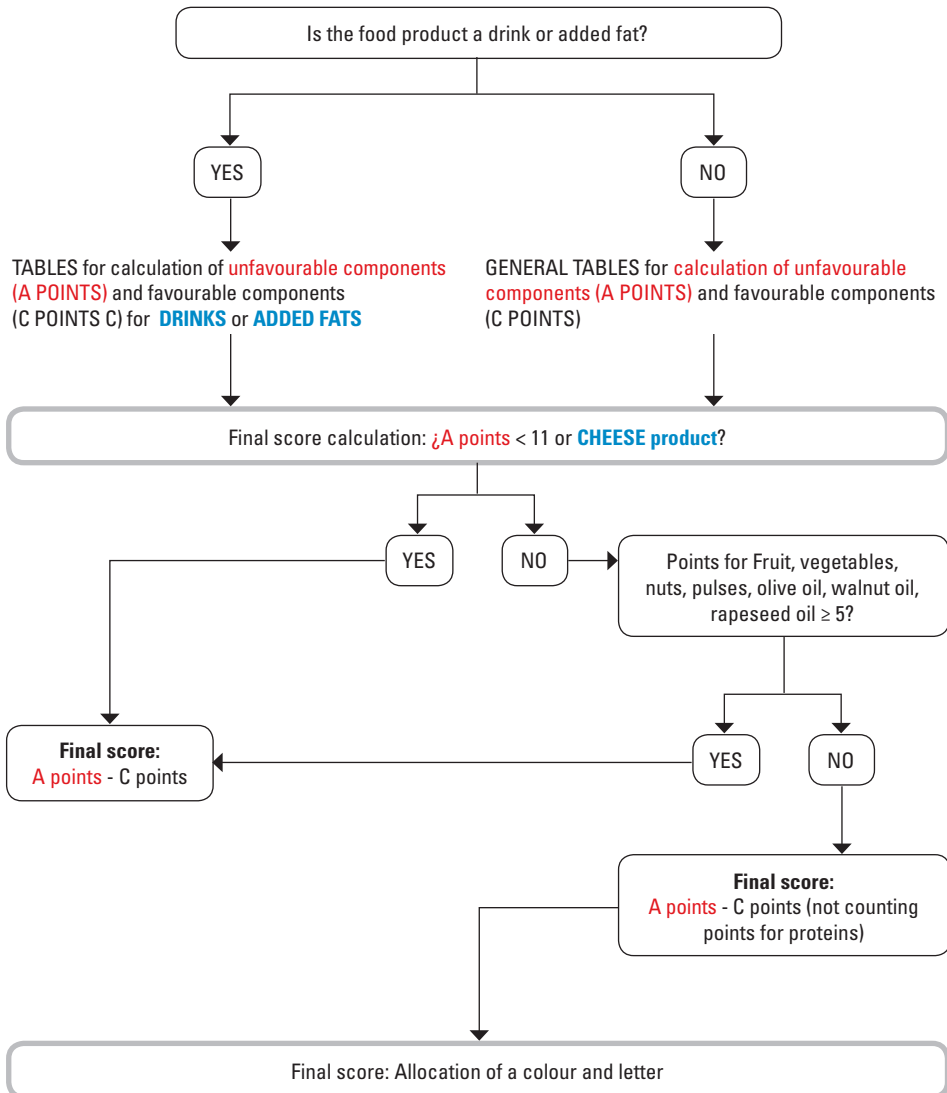 Is the food product a drink or added fat?
YES
NO
TABLES for calculation of unfavourable components
(A POINTS) and favourable components
(C POINTS C) for DRINKS or ADDED FATS
GENERAL TABLES for calculation of unfavourable
components (A POINTS) and favourable components
(C POINTS)
Final score calculation: ¿A points < 11 or CHEESE product?
YES
NO
Points for Fruit, vegetables,
nuts, pulses, olive oil, walnut oil,
rapeseed oil ≥ 5?
Final score:
A points - C points
YES
NO
Final score:
A points - C points (not counting
points for proteins)
Final score: Allocation of a colour and letter